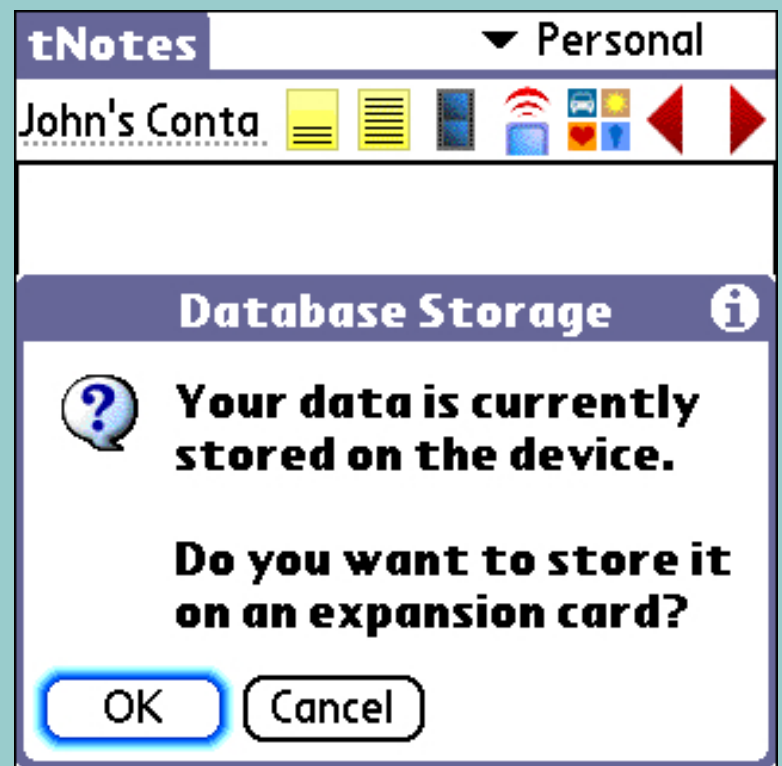 tNotes
Personal
John's Conta
Database Storage
Your data is currently
stored on the device.
Do you want to store it
on an expansion card?
OK
Cancel